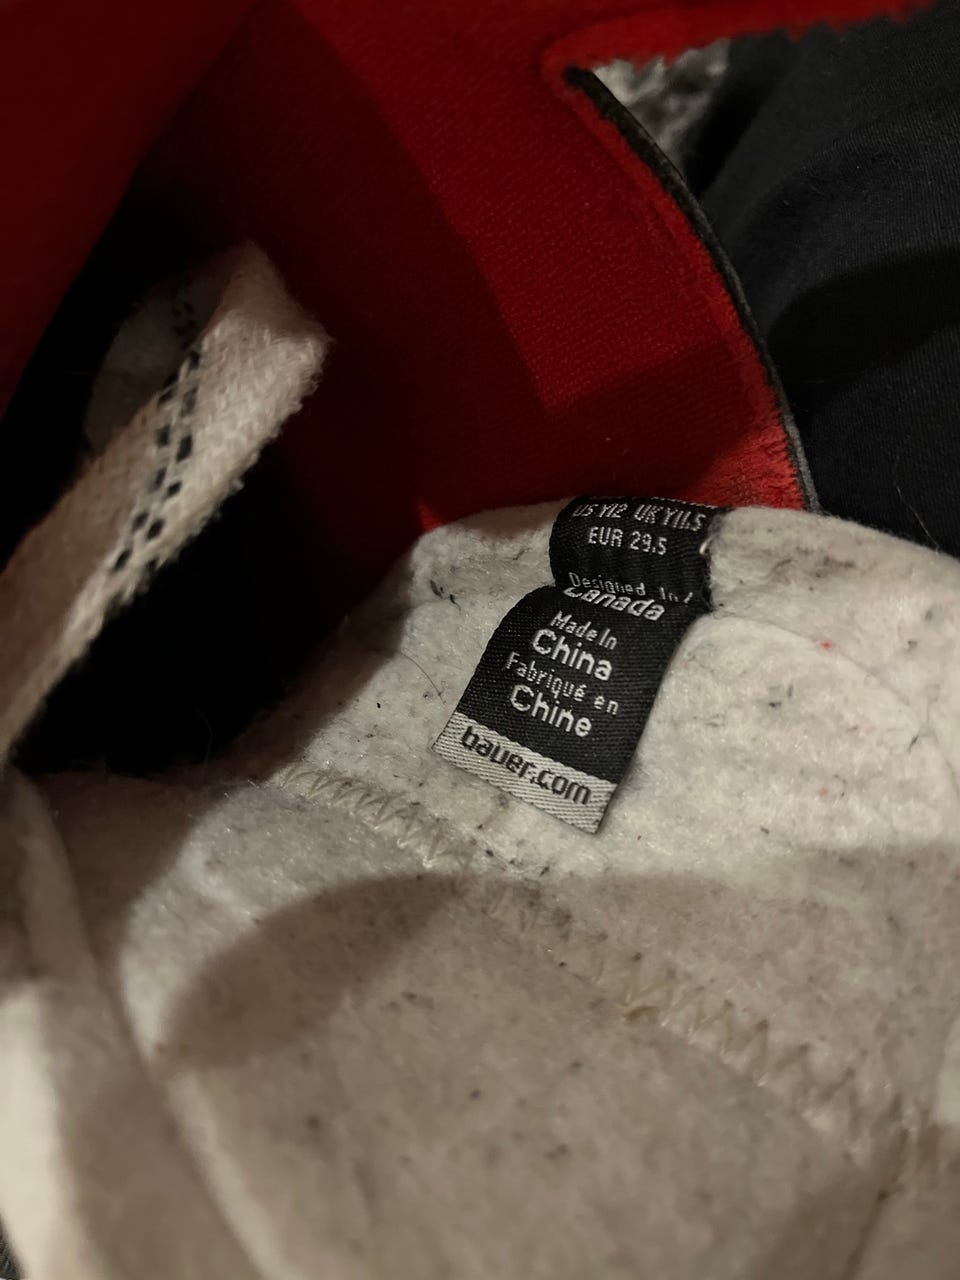 US Y12 UK Y11.5
EUR 29.5
Designed In /
Canada
Made In
China
Fabriqué en
Chine
bauer.com